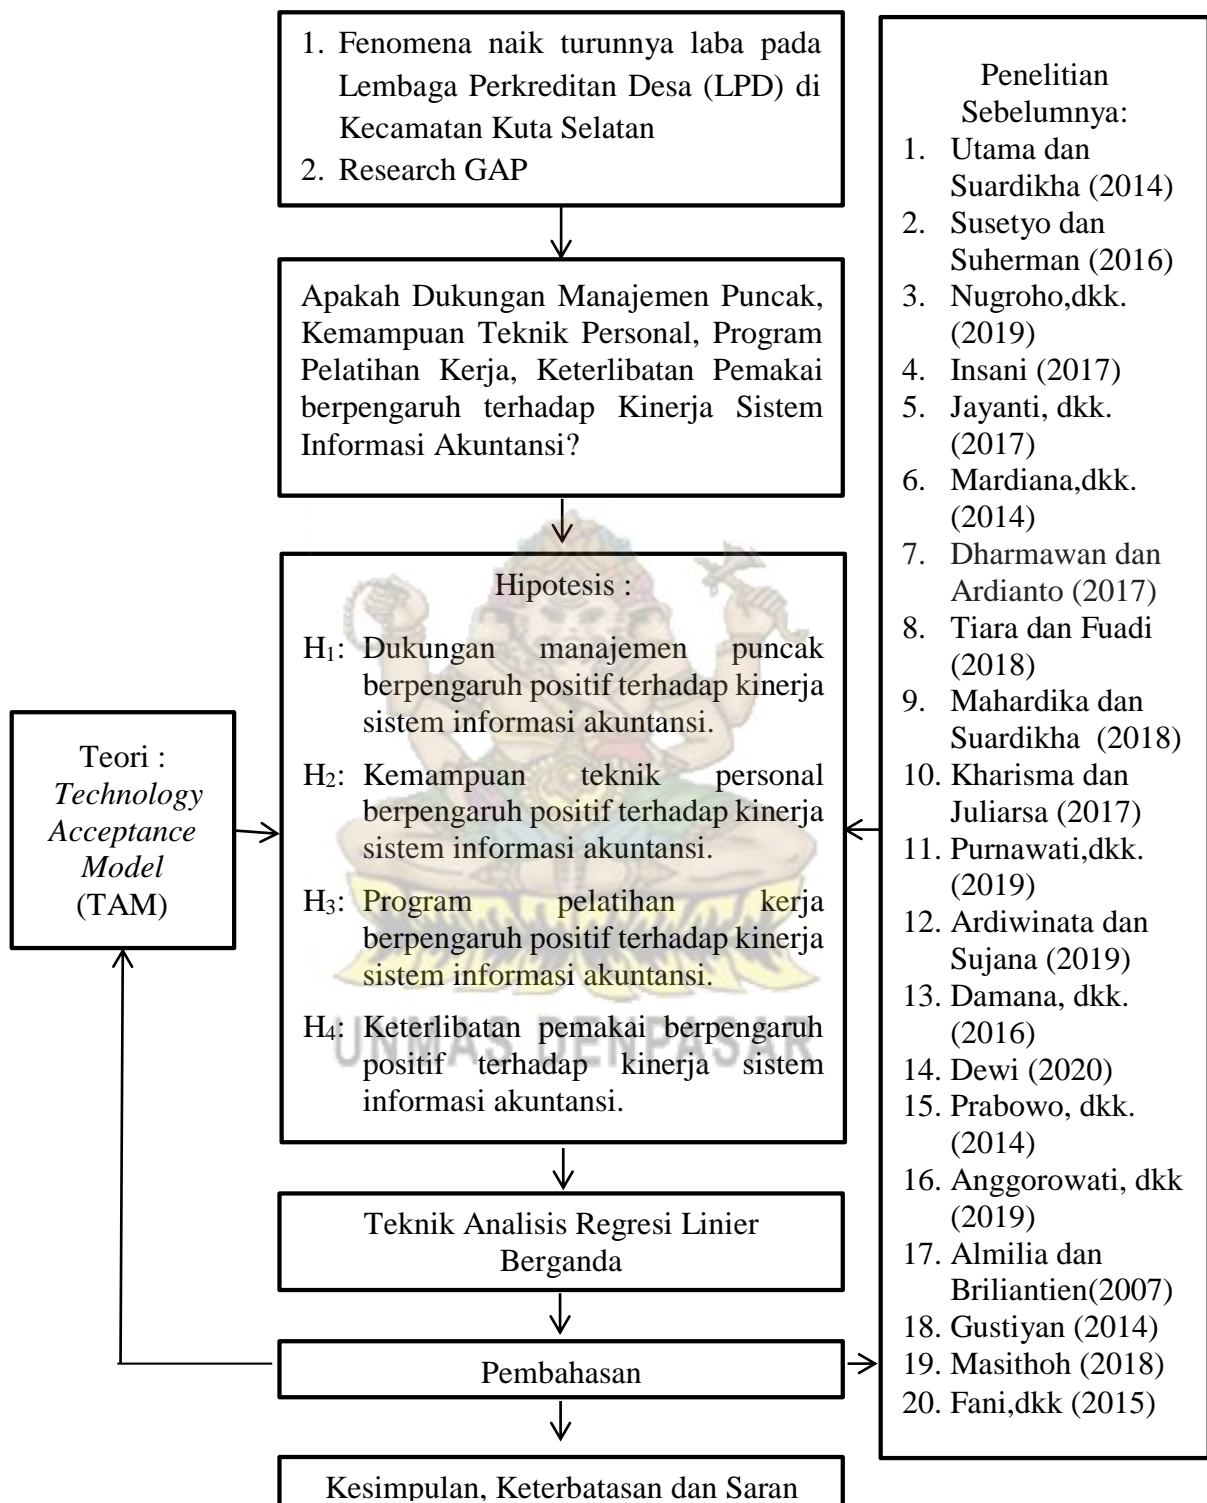 1. Fenomena naik turunnya laba pada
Lembaga Perkreditan Desa (LPD) di
Kecamatan Kuta Selatan
2. Research GAP
Apakah Dukungan Manajemen Puncak,
Kemampuan Teknik Personal, Program
Pelatihan Kerja, Keterlibatan Pemakai
berpengaruh terhadap Kinerja Sistem
Informasi Akuntansi?
Teori :
Technology
Acceptance
Model
(TAM)
Hipotesis :
H1: Dukungan manajemen puncak
berpengaruh positif terhadap kinerja
sistem informasi akuntansi.
H2: Kemampuan teknik personal
berpengaruh positif terhadap kinerja
sistem informasi akuntansi.
H3: Program pelatihan kerja
berpengaruh positif terhadap kinerja
sistem informasi akuntansi.
H4: Keterlibatan pemakai berpengaruh
positif terhadap kinerja sistem
informasi akuntansi.
UNMAS DENPASAR
Teknik Analisis Regresi Linier
Berganda
Pembahasan
Kesimpulan, Keterbatasan dan Saran
Penelitian
Sebelumnya:
1. Utama dan
Suardikha (2014)
2. Susetyo dan
Suherman (2016)
3. Nugroho,dkk.
(2019)
4. Insani (2017)
5. Jayanti, dkk.
(2017)
6. Mardiana,dkk.
(2014)
7. Dharmawan dan
Ardianto (2017)
8. Tiara dan Fuadi
(2018)
9. Mahardika dan
Suardikha (2018)
10. Kharisma dan
Juliarsa (2017)
11. Purnawati,dkk.
(2019)
12. Ardiwinata dan
Sujana (2019)
13. Damana, dkk.
(2016)
14. Dewi (2020)
15. Prabowo, dkk.
(2014)
16. Anggorowati, dkk
(2019)
17. Almilia dan
Briliantien(2007)
18. Gustiyan (2014)
19. Masithoh (2018)
20. Fani,dkk (2015)